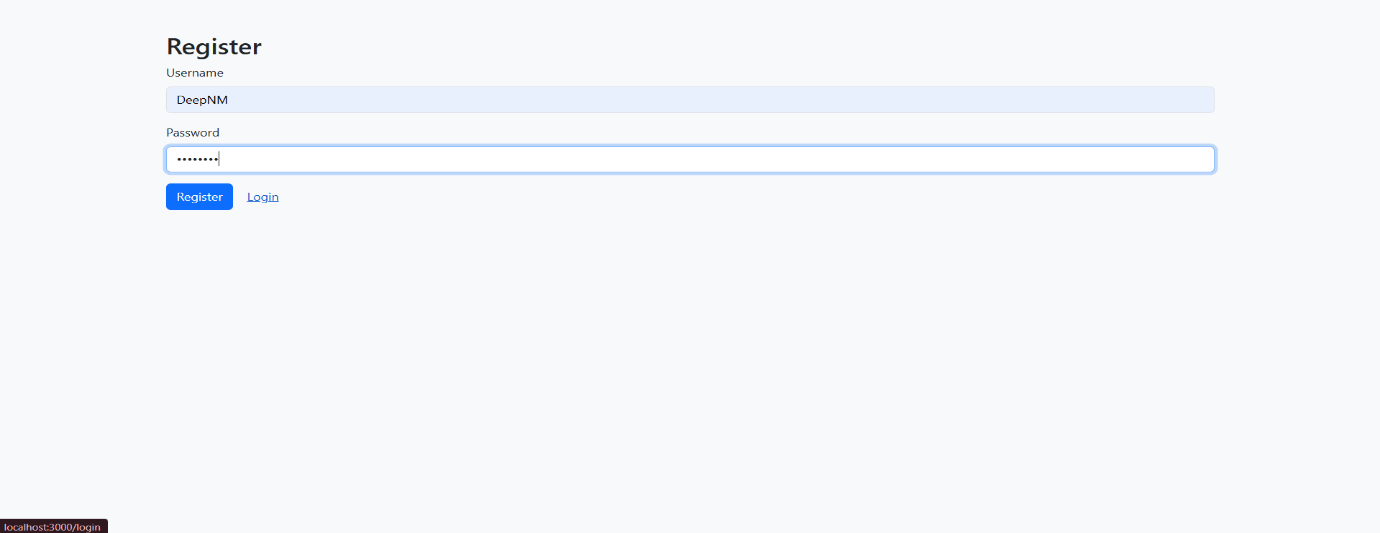 Register
Username
DeepNM
Password
••••••••
Register Login
localhost:3000/login